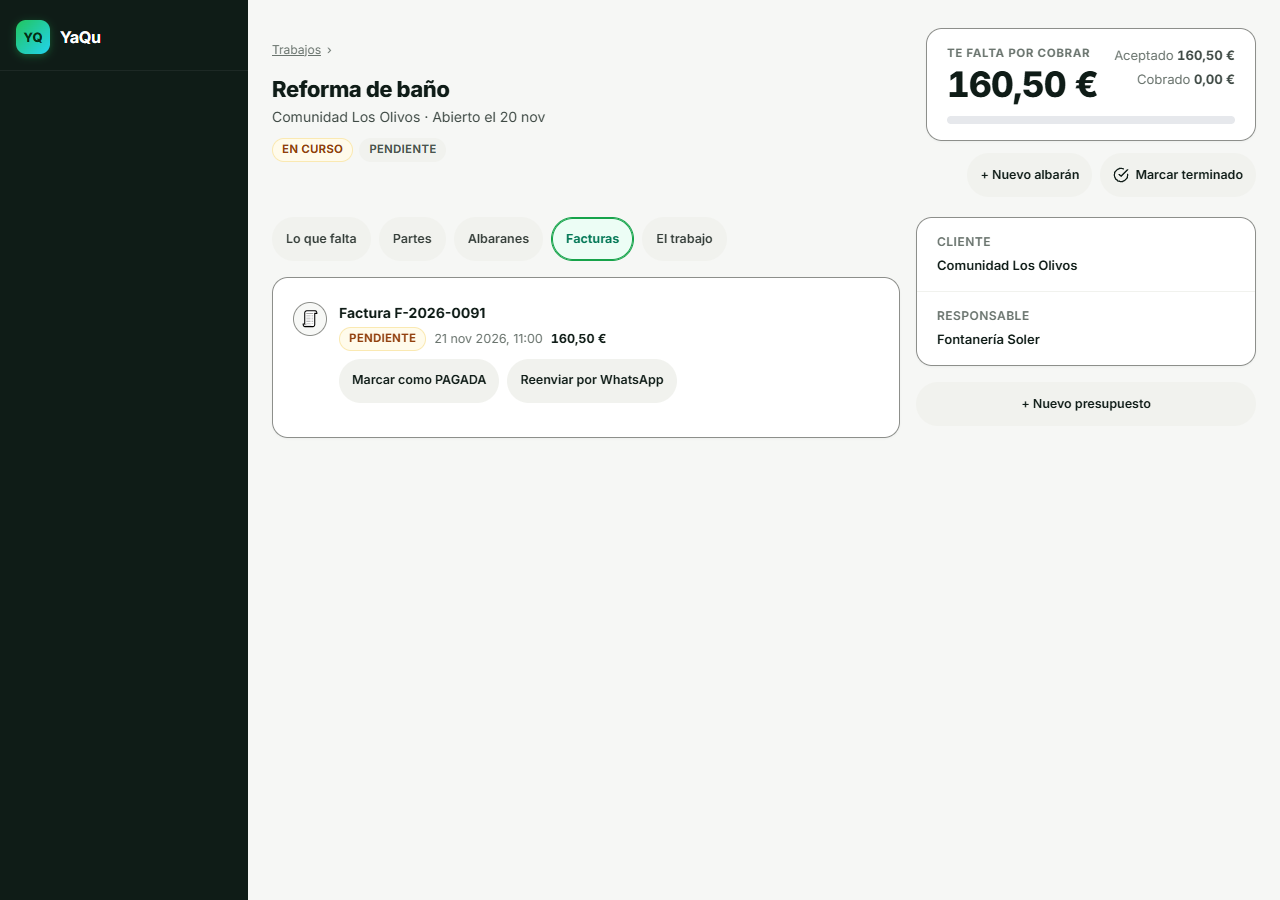 YQ YaQu
Trabajos ›
Reforma de baño
Comunidad Los Olivos · Abierto el 20 nov
EN CURSO PENDIENTE
TE FALTA POR COBRAR
160,50 €
Aceptado 160,50 €
Cobrado 0,00 €
+ Nuevo albarán
Marcar terminado
Lo que falta
Partes
Albaranes
Facturas
El trabajo
Factura F-2026-0091
PENDIENTE 21 nov 2026, 11:00 160,50 €
Marcar como PAGADA
Reenviar por WhatsApp
CLIENTE
Comunidad Los Olivos
RESPONSABLE
Fontanería Soler
+ Nuevo presupuesto